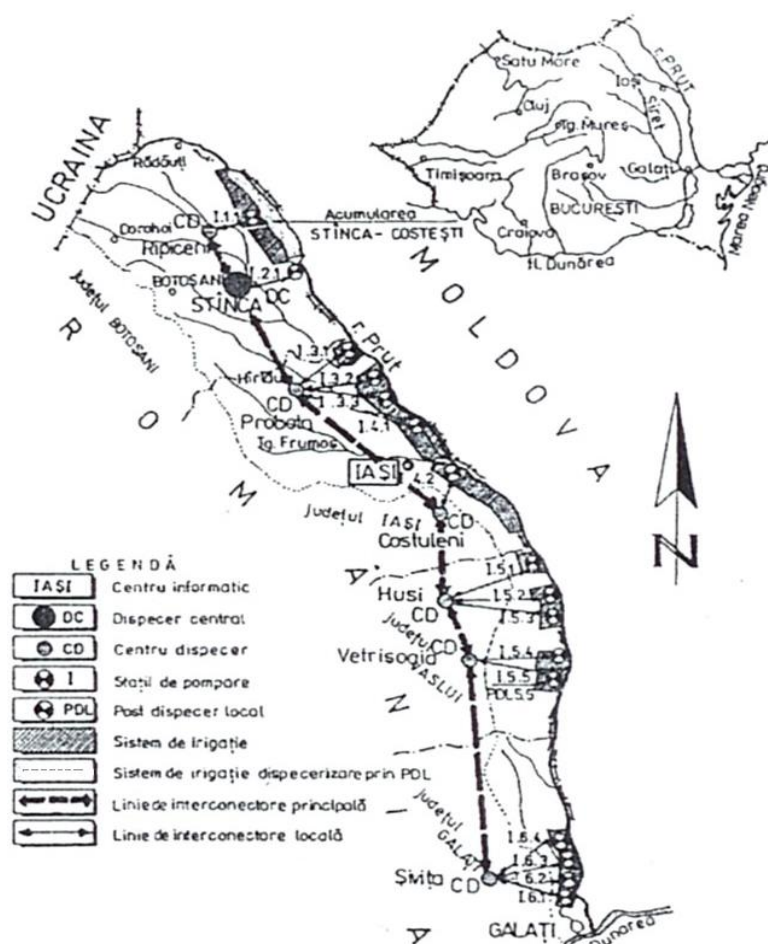 Satu Mare
Iași
r. PRUT
Cluj
Siret
Tg. Mureș
Timișoara
Brașov
Galați
BUCUREȘTI
Craiova
fl. Dunărea
Marea Neagră
UCRAINA
Rădăuți
Dorohoi
CD
I.1.1
Ripiceni
Acumularea
STÎNCA-COSTEȘTI
BOTOȘANI
I.2.1
STÎNCA
DC
MOLDOVA
Județul BOTOȘANI
r. Prut
ROMÂNIA
I.3.1
Hîrlău
I.3.2
I.3.3
CD
Probota
I.4.1
Tg. Frumos
IAȘI
4.2
Județul IAȘI
CD
Costuleni
N
I.5.1
Husi
I.5.2
CD
I.5.3
Județul VASLUI
CD
Vetrisoaia
I.5.4
I.5.5
PDL5.5
Județul GALAȚI
I.6.4
I.6.3
Șivița CD
I.6.2
I.6.1
GALAȚI
Dunărea
LEGENDĂ
IAȘI Centru informatic
DC Dispecer central
CD Centru dispecer
I Stații de pompare
PDL Post dispecer local
Sistem de irigație
Sistem de irigație dispecerizare prin PDL
Linie de interconectare principală
Linie de interconectare locală